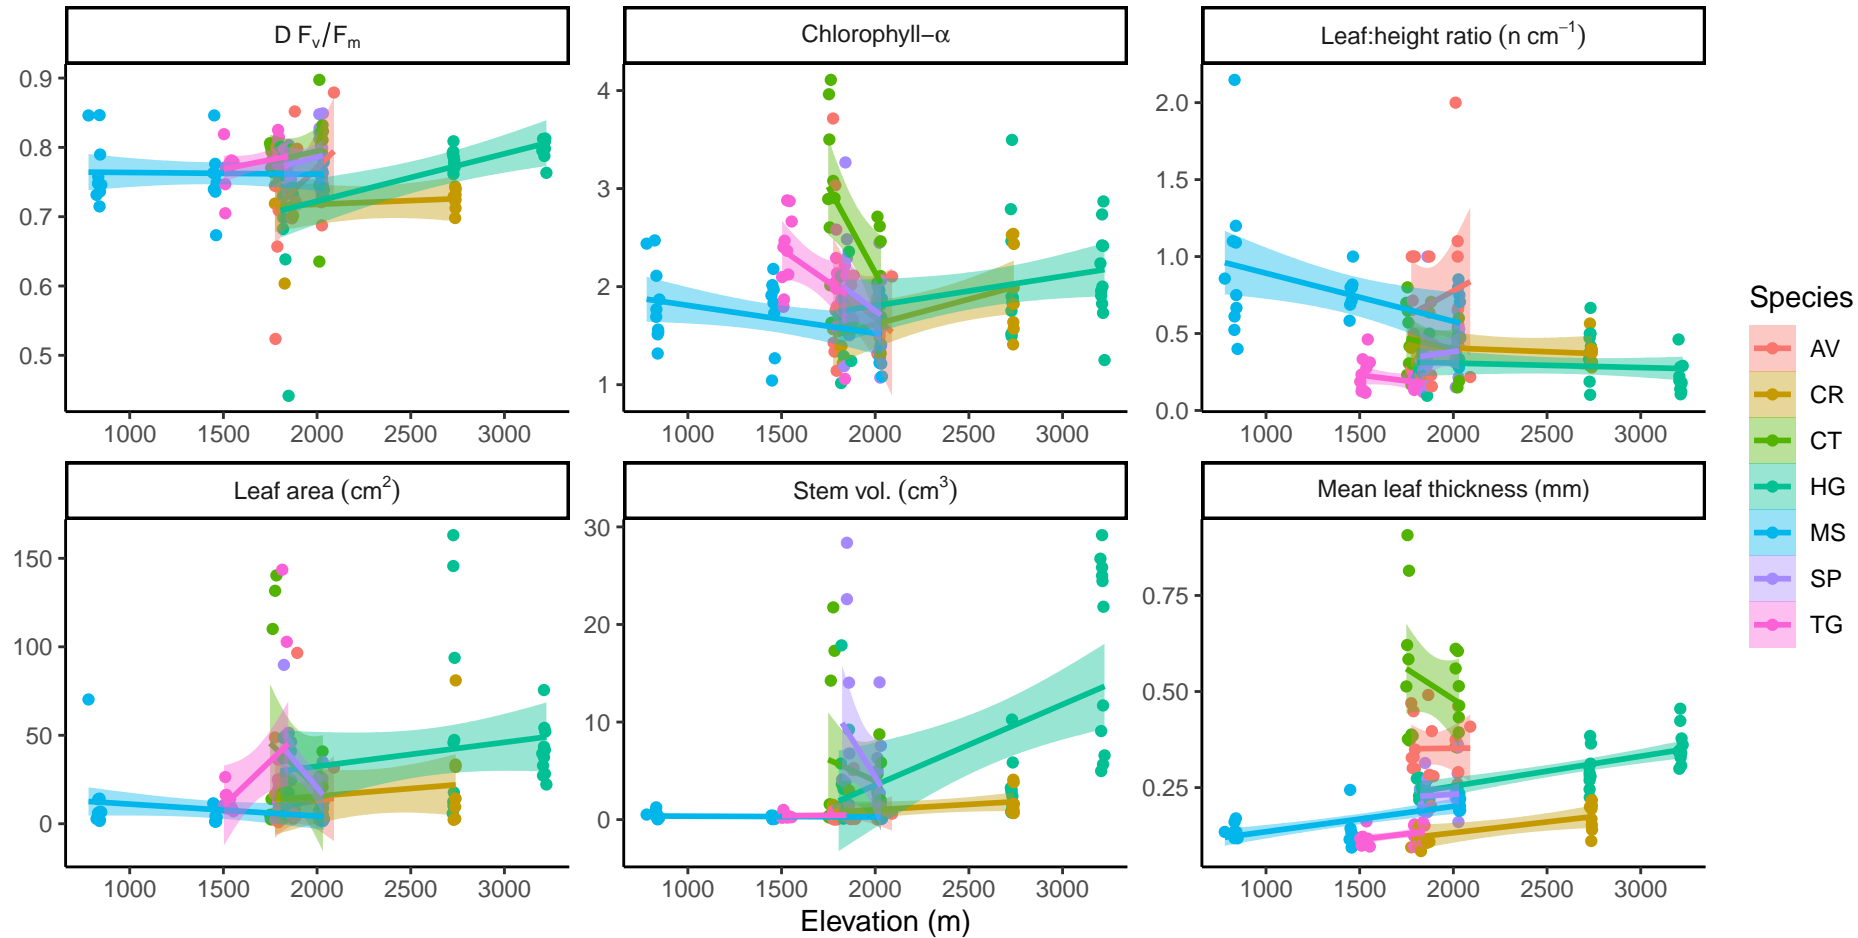 D Fv/Fm
Chlorophyll−α
Leaf:height ratio (n cm⁻¹)
0.9
0.8
0.7
0.6
0.5
4
3
2
1
2.0
1.5
1.0
0.5
0.0
1000 1500 2000 2500 3000
1000 1500 2000 2500 3000
1000 1500 2000 2500 3000
Leaf area (cm²)
Stem vol. (cm³)
Mean leaf thickness (mm)
150
100
50
0
30
20
10
0
0.75
0.50
0.25
1000 1500 2000 2500 3000
1000 1500 2000 2500 3000
1000 1500 2000 2500 3000
Elevation (m)
Species
AV
CR
CT
HG
MS
SP
TG